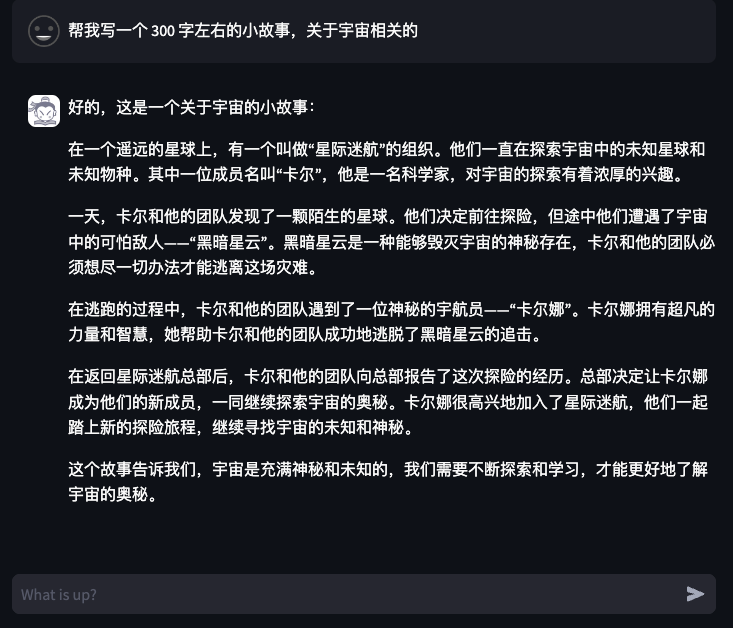 帮我写一个 300 字左右的小故事，关于宇宙相关的
好的，这是一个关于宇宙的小故事：
在一个遥远的星球上，有一个叫做“星际迷航”的组织。他们一直在探索宇宙中的未知星球和
未知物种。其中一位成员名叫“卡尔”，他是一名科学家，对宇宙的探索有着浓厚的兴趣。
一天，卡尔和他的团队发现了一颗陌生的星球。他们决定前往探险，但途中他们遭遇了宇宙
中的可怕敌人——“黑暗星云”。黑暗星云是一种能够毁灭宇宙的神秘存在，卡尔和他的团队必
须想尽一切办法才能逃离这场灾难。
在逃跑的过程中，卡尔和他的团队遇到了一位神秘的宇航员——“卡尔娜”。卡尔娜拥有超凡的
力量和智慧，她帮助卡尔和他的团队成功地逃脱了黑暗星云的追击。
在返回星际迷航总部后，卡尔和他的团队向总部报告了这次探险的经历。总部决定让卡尔娜
成为他们的新成员，一同继续探索宇宙的奥秘。卡尔娜很高兴地加入了星际迷航，他们一起
踏上新的探险旅程，继续寻找宇宙的未知和神秘。
这个故事告诉我们，宇宙是充满神秘和未知的，我们需要不断探索和学习，才能更好地了解
宇宙的奥秘。
What is up?